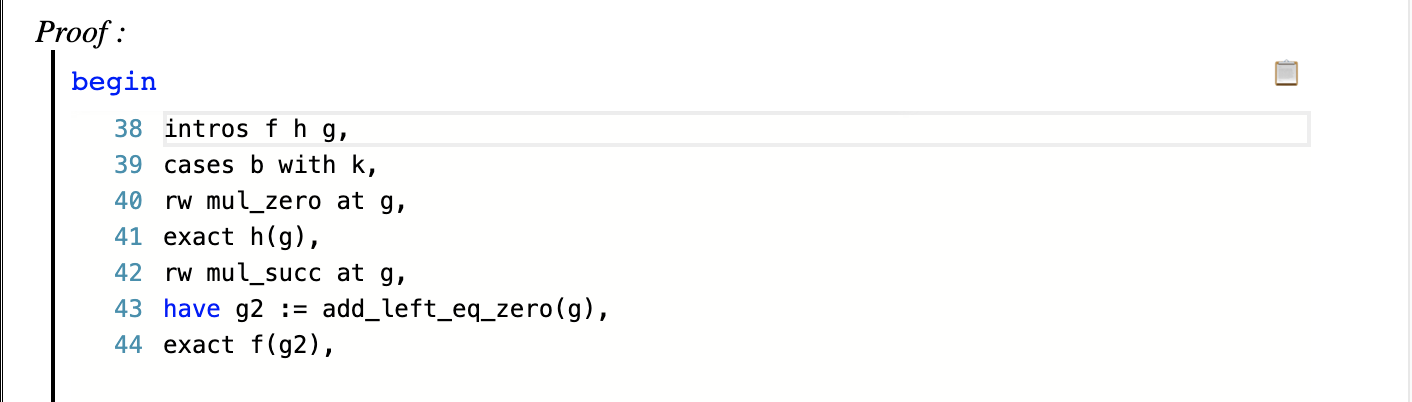 Proof :
begin
38 intros f h g,
39 cases b with k,
40 rw mul_zero at g,
41 exact h(g),
42 rw mul_succ at g,
43 have g2 := add_left_eq_zero(g),
44 exact f(g2),